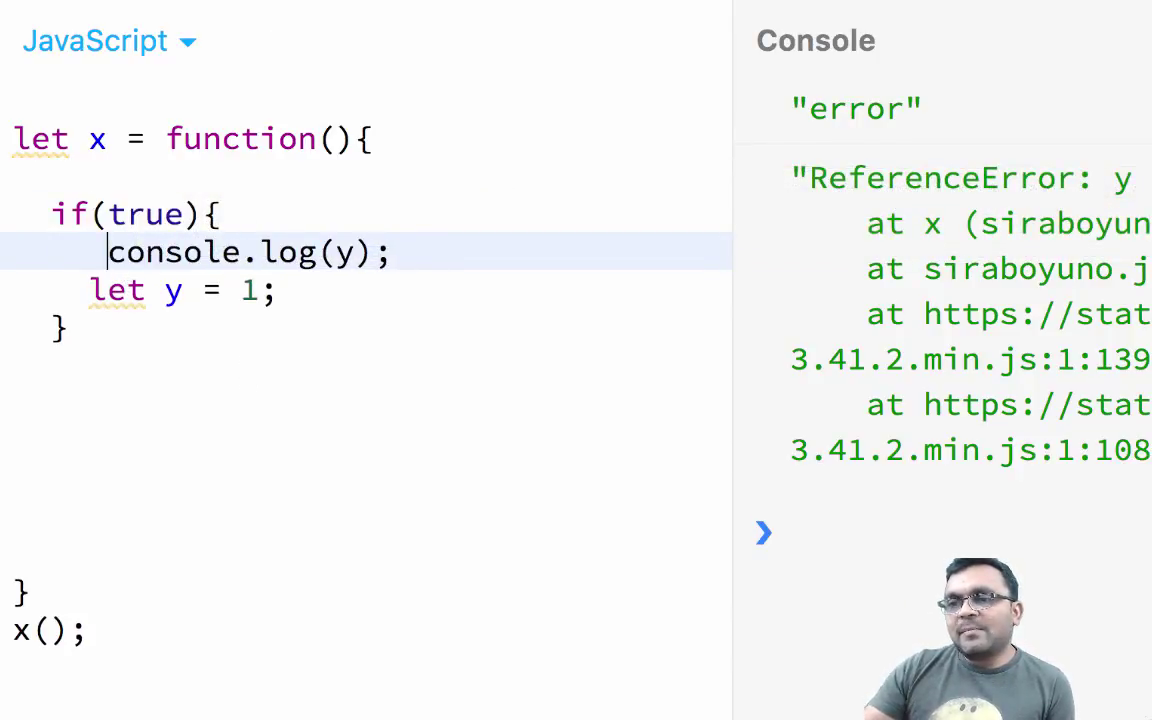 JavaScript
let x = function(){
if(true){
console.log(y);
let y = 1;
}
}
x();
Console
"error"
"ReferenceError: y
at x (siraboyun
at siraboyuno.j
at https://stat
3.41.2.min.js:1:139
at https://stat
3.41.2.min.js:1:108